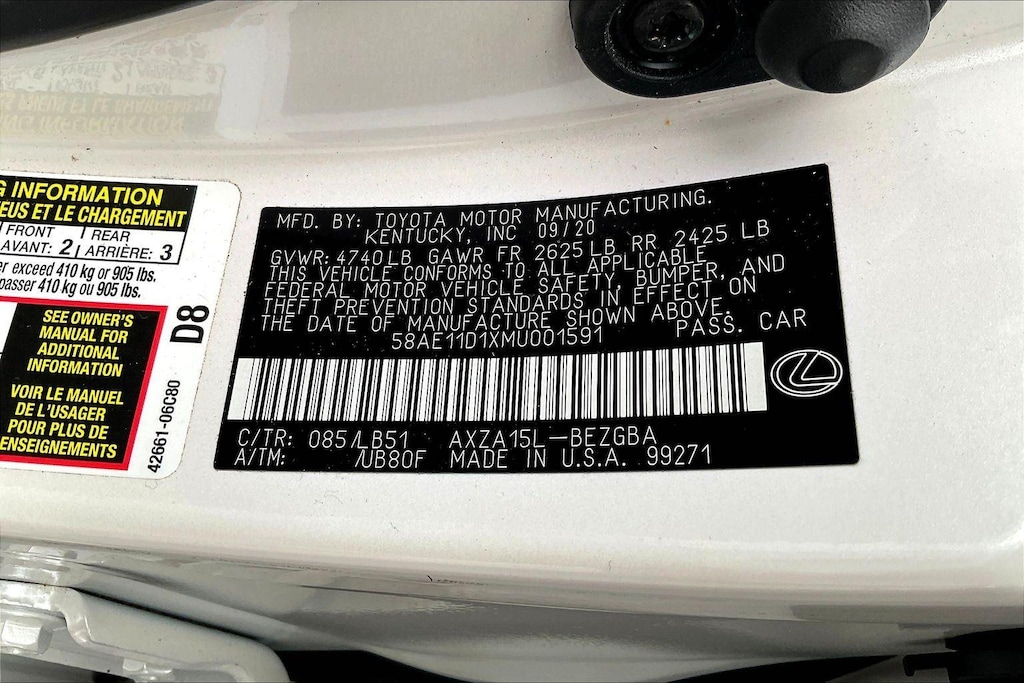 G INFORMATION
EUS ET LE CHARGEMENT
FRONT
AVANT: 2
REAR
ARRIÈRE: 3
er exceed 410 kg or 905 lbs.
passer 410 kg ou 905 lbs.
SEE OWNER'S
MANUAL FOR
ADDITIONAL
INFORMATION
VOIR LE MANUEL
DE L'USAGER
POUR PLUS DE
ENSEIGNZA
D8
42661-06C80
MFD. BY: TOYOTA MOTOR MANUFACTURING.
KENTUCKY, INC 09/20
GVWR: 4740LB GAWR FR 2625LB RR 2425 LB
THIS VEHICLE CONFORMS TO ALL APPLICABLE
FEDERAL MOTOR VEHICLE SAFETY, BUMPER, AND
THEFT PREVENTION STANDARDS IN EFFECT ON
THE DATE OF MANUFACTURE SHOWN ABOVE.
58AE11D1XMU001591 PASS. CAR
C/TR: 085/LB51 AXZA15L-BEZGBA
A/TM: /UB80F MADE IN U.S.A. 99271